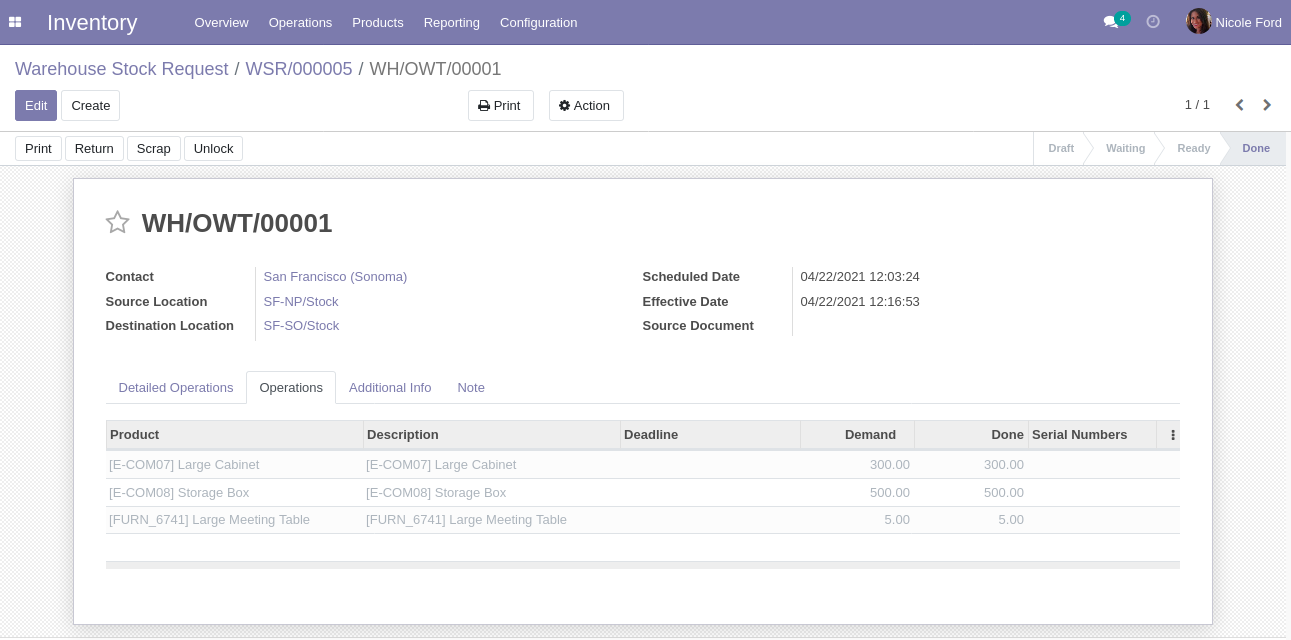 Inventory Overview Operations Products Reporting Configuration 4 Nicole Ford
Warehouse Stock Request / WSR/000005 / WH/OWT/00001
Edit Create Print Action 1 / 1
Print Return Scrap Unlock Draft Waiting Ready Done
WH/OWT/00001
Contact San Francisco (Sonoma) Scheduled Date 04/22/2021 12:03:24
Source Location SF-NP/Stock Effective Date 04/22/2021 12:16:53
Destination Location SF-SO/Stock Source Document
Detailed Operations Operations Additional Info Note
Product Description Deadline Demand Done Serial Numbers
[E-COM07] Large Cabinet [E-COM07] Large Cabinet 300.00 300.00
[E-COM08] Storage Box [E-COM08] Storage Box 500.00 500.00
[FURN_6741] Large Meeting Table [FURN_6741] Large Meeting Table 5.00 5.00